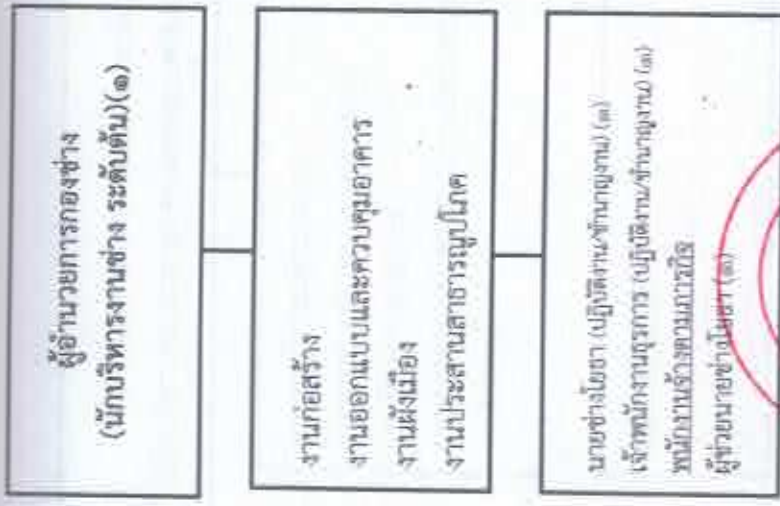 ผู้อำนวยการกองช่าง
(นักบริหารงานช่าง ระดับต้น)(๑)
งานก่อสร้าง
งานออกแบบและควบคุมอาคาร
งานผังเมือง
งานประสานสาธารณูปโภค
นายช่างโยธา (ปฏิบัติงาน/ชำนาญงาน)
เจ้าพนักงานธุรการ (ปฏิบัติงาน/ชำนาญงาน)
พนักงานจ้างตามภารกิจ
ผู้ช่วยนายช่างโยธา